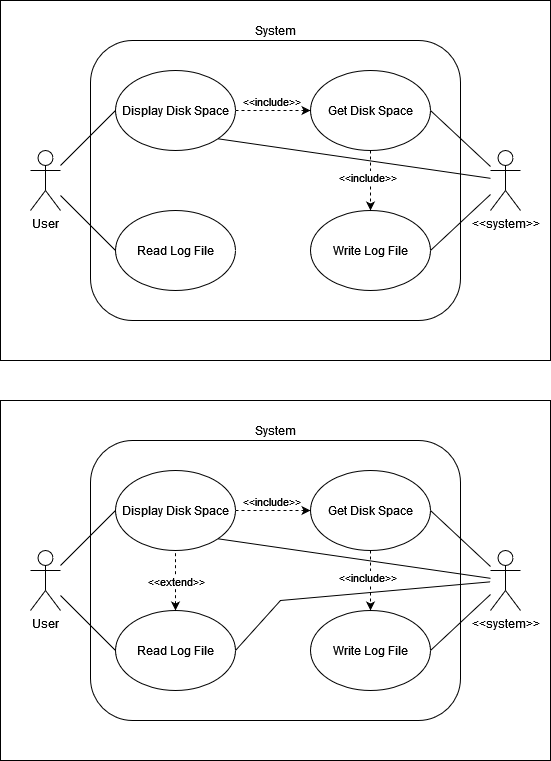 System
Display Disk Space
<<include>>
Get Disk Space
<<include>>
User
<<system>>
Read Log File
Write Log File
System
Display Disk Space
<<include>>
Get Disk Space
<<extend>>
<<include>>
User
<<system>>
Read Log File
Write Log File